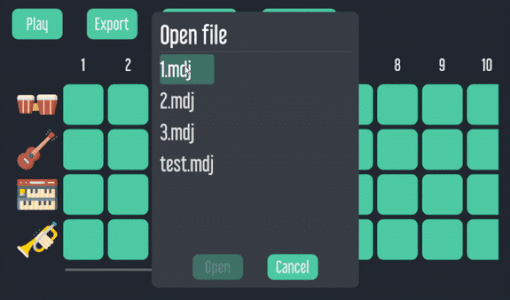 Play Export
Open file
1 2 8 9 10
1.mdj
2.mdj
3.mdj
test.mdj
Open Cancel